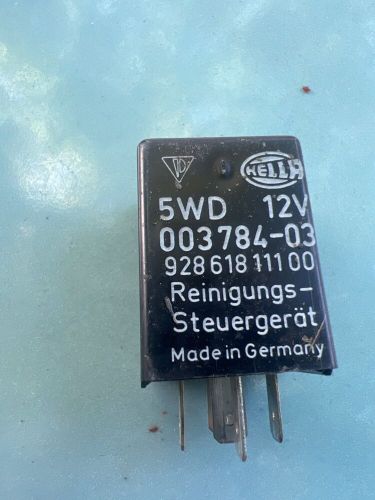 HELLA
5WD 12V
003784-03
928 618 111 00
Reinigungs-
Steuergerät
Made in Germany